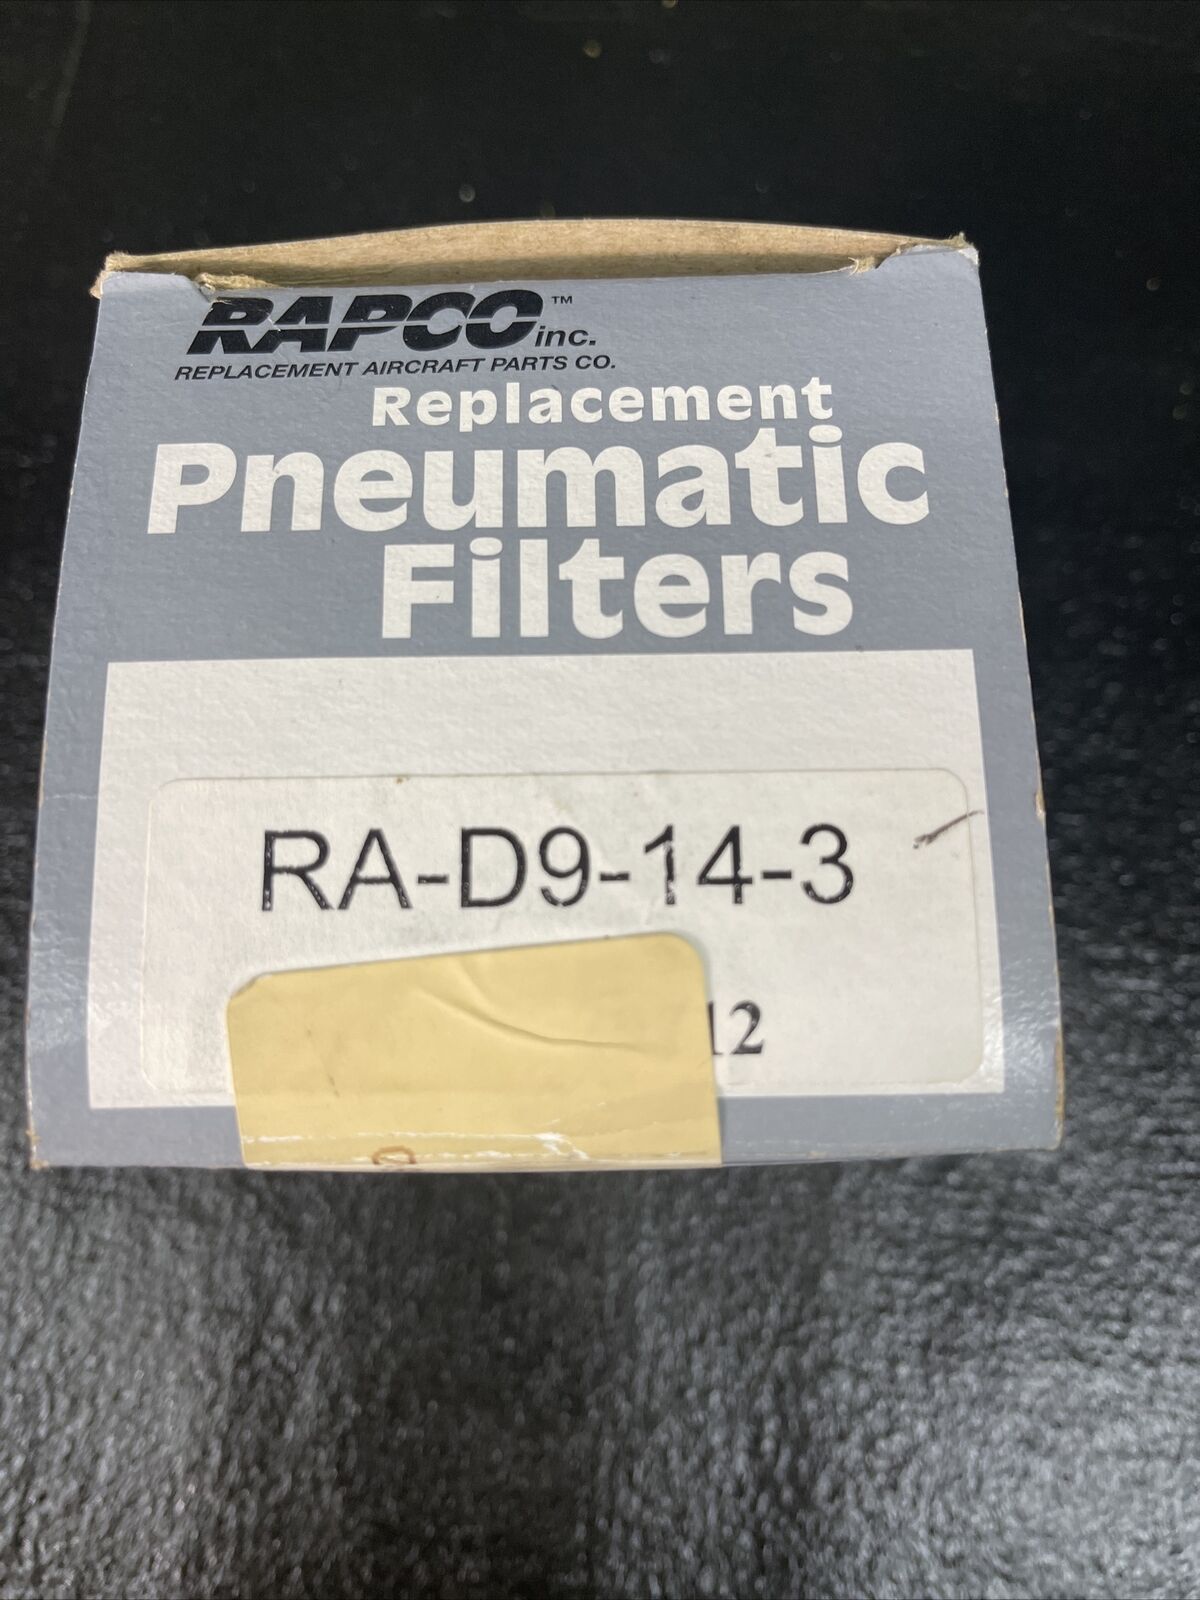 RAPCO™ inc.
REPLACEMENT AIRCRAFT PARTS CO.
Replacement
Pneumatic
Filters
RA-D9-14-3
12